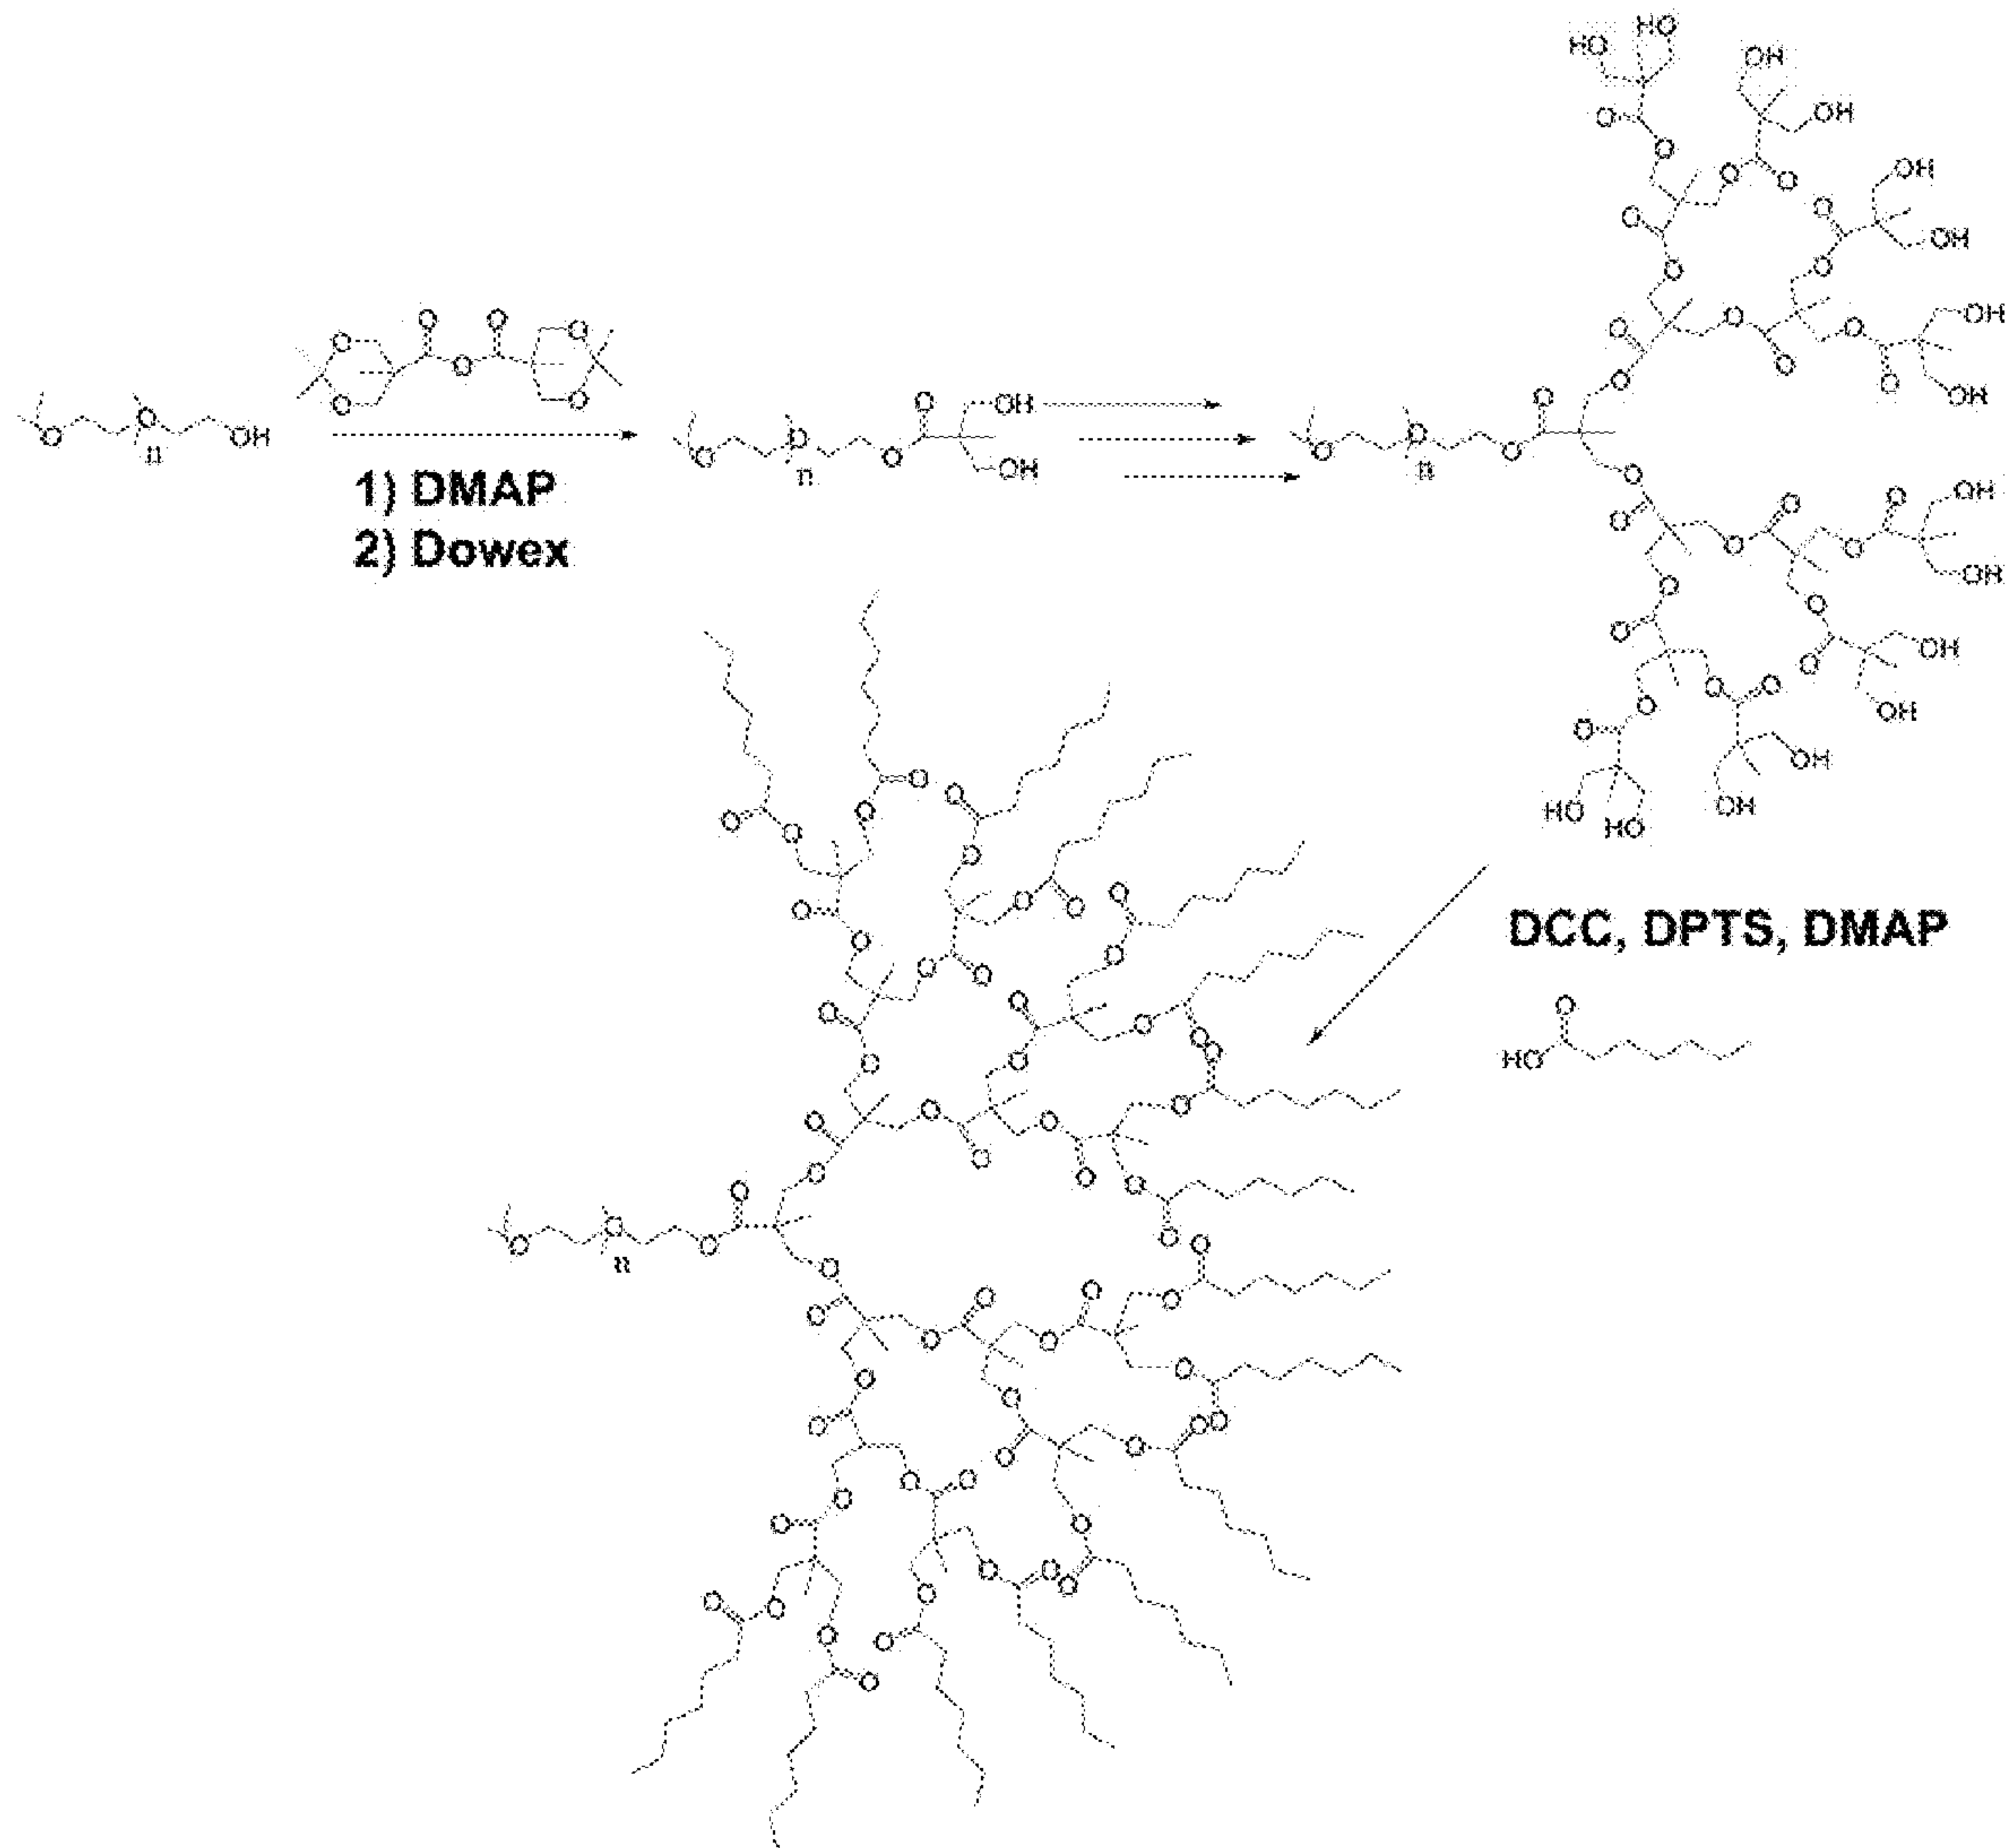 1) DMAP
2) Dowex
DCC, DPTS, DMAP